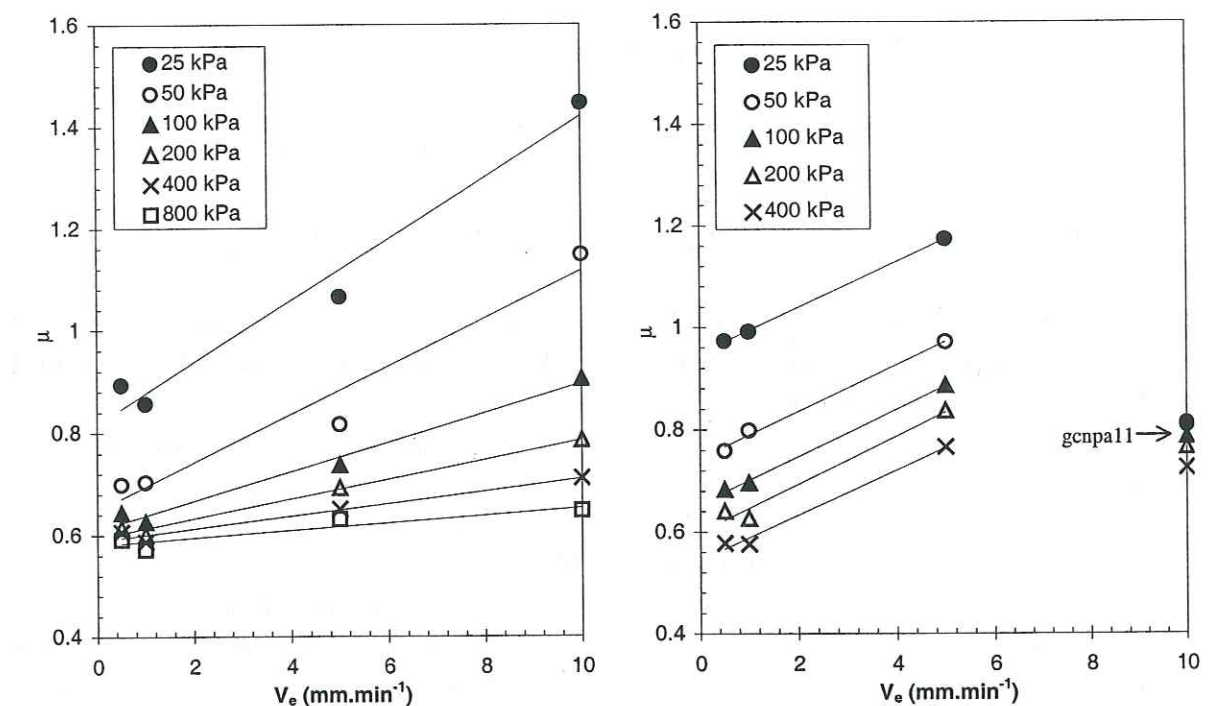 1.6
1.4
1.2
1
0.8
0.6
0.4
μ
25 kPa
50 kPa
100 kPa
200 kPa
400 kPa
800 kPa
0 2 4 6 8 10
Vₑ (mm.min⁻¹)
1.6
1.4
1.2
1
0.8
0.6
0.4
μ
25 kPa
50 kPa
100 kPa
200 kPa
400 kPa
gcnpa11
0 2 4 6 8 10
Vₑ (mm.min⁻¹)